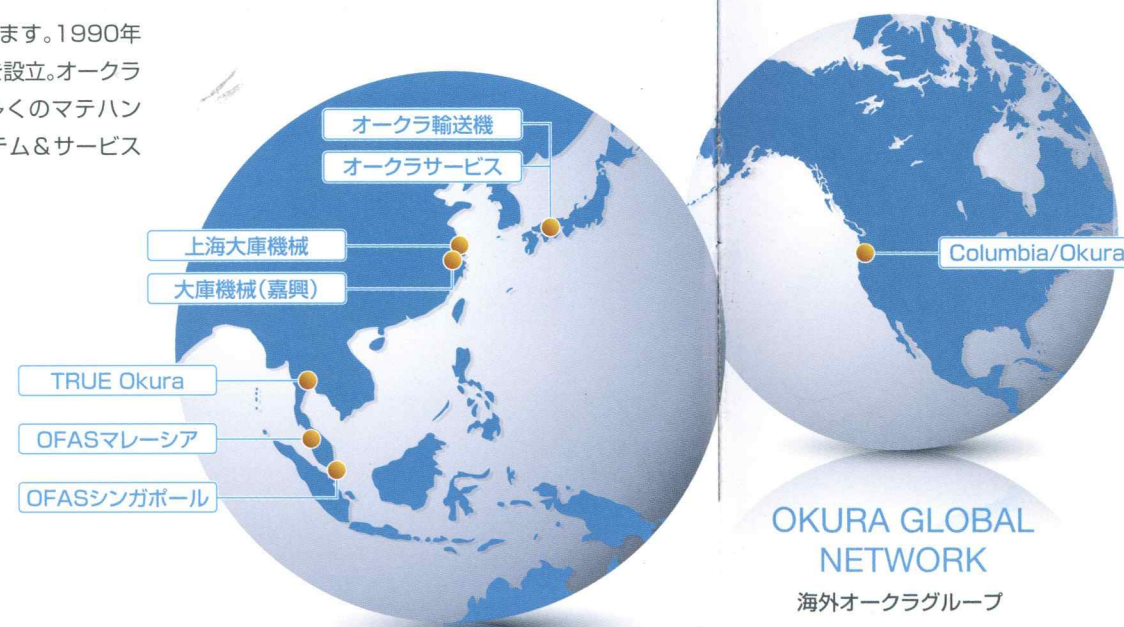 ます。1990年
設立。オークラ
くのマテハン
テム＆サービス
オークラ輸送機
オークラサービス
上海大庫機械
大庫機械（嘉興）
TRUE Okura
OFASマレーシア
OFASシンガポール
Columbia/Okura
OKURA GLOBAL
NETWORK
海外オークラグループ